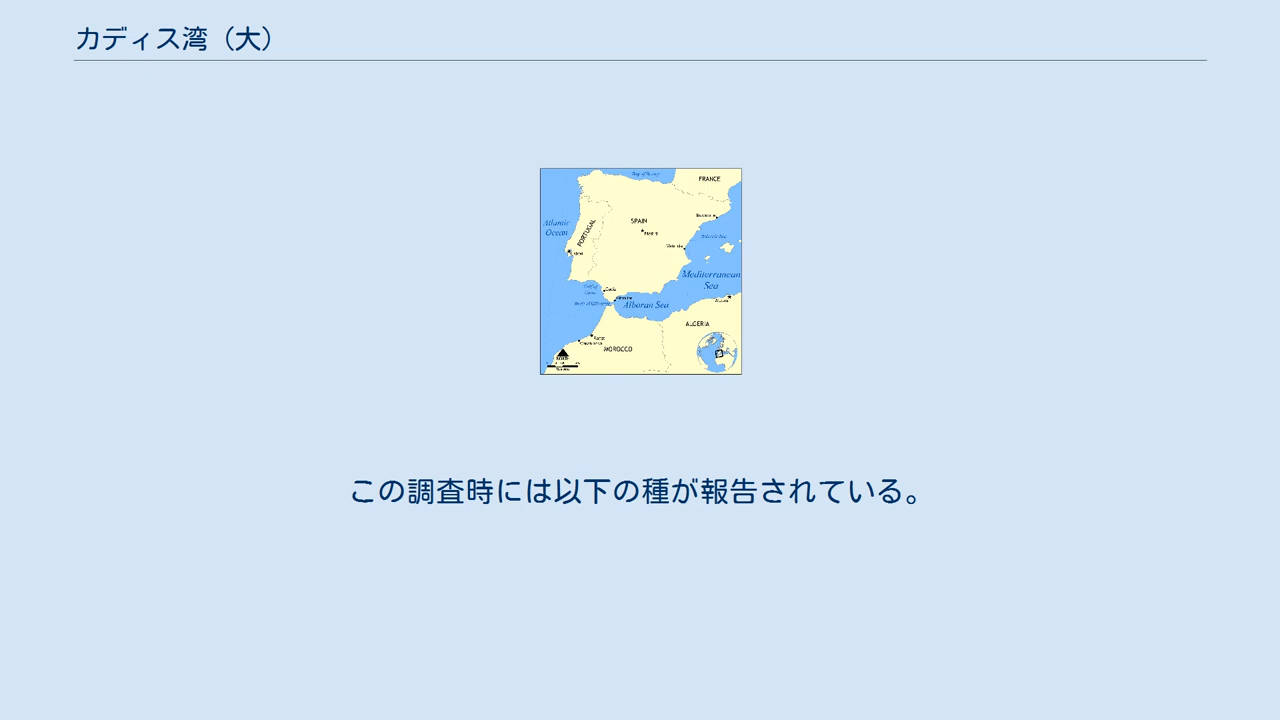 カディス湾（大）
FRANCE
Atlantic
Ocean
PORTUGAL
SPAIN
Mediterranean
Sea
Alboran Sea
ALGERIA
MOROCCO
この調査時には以下の種が報告されている。